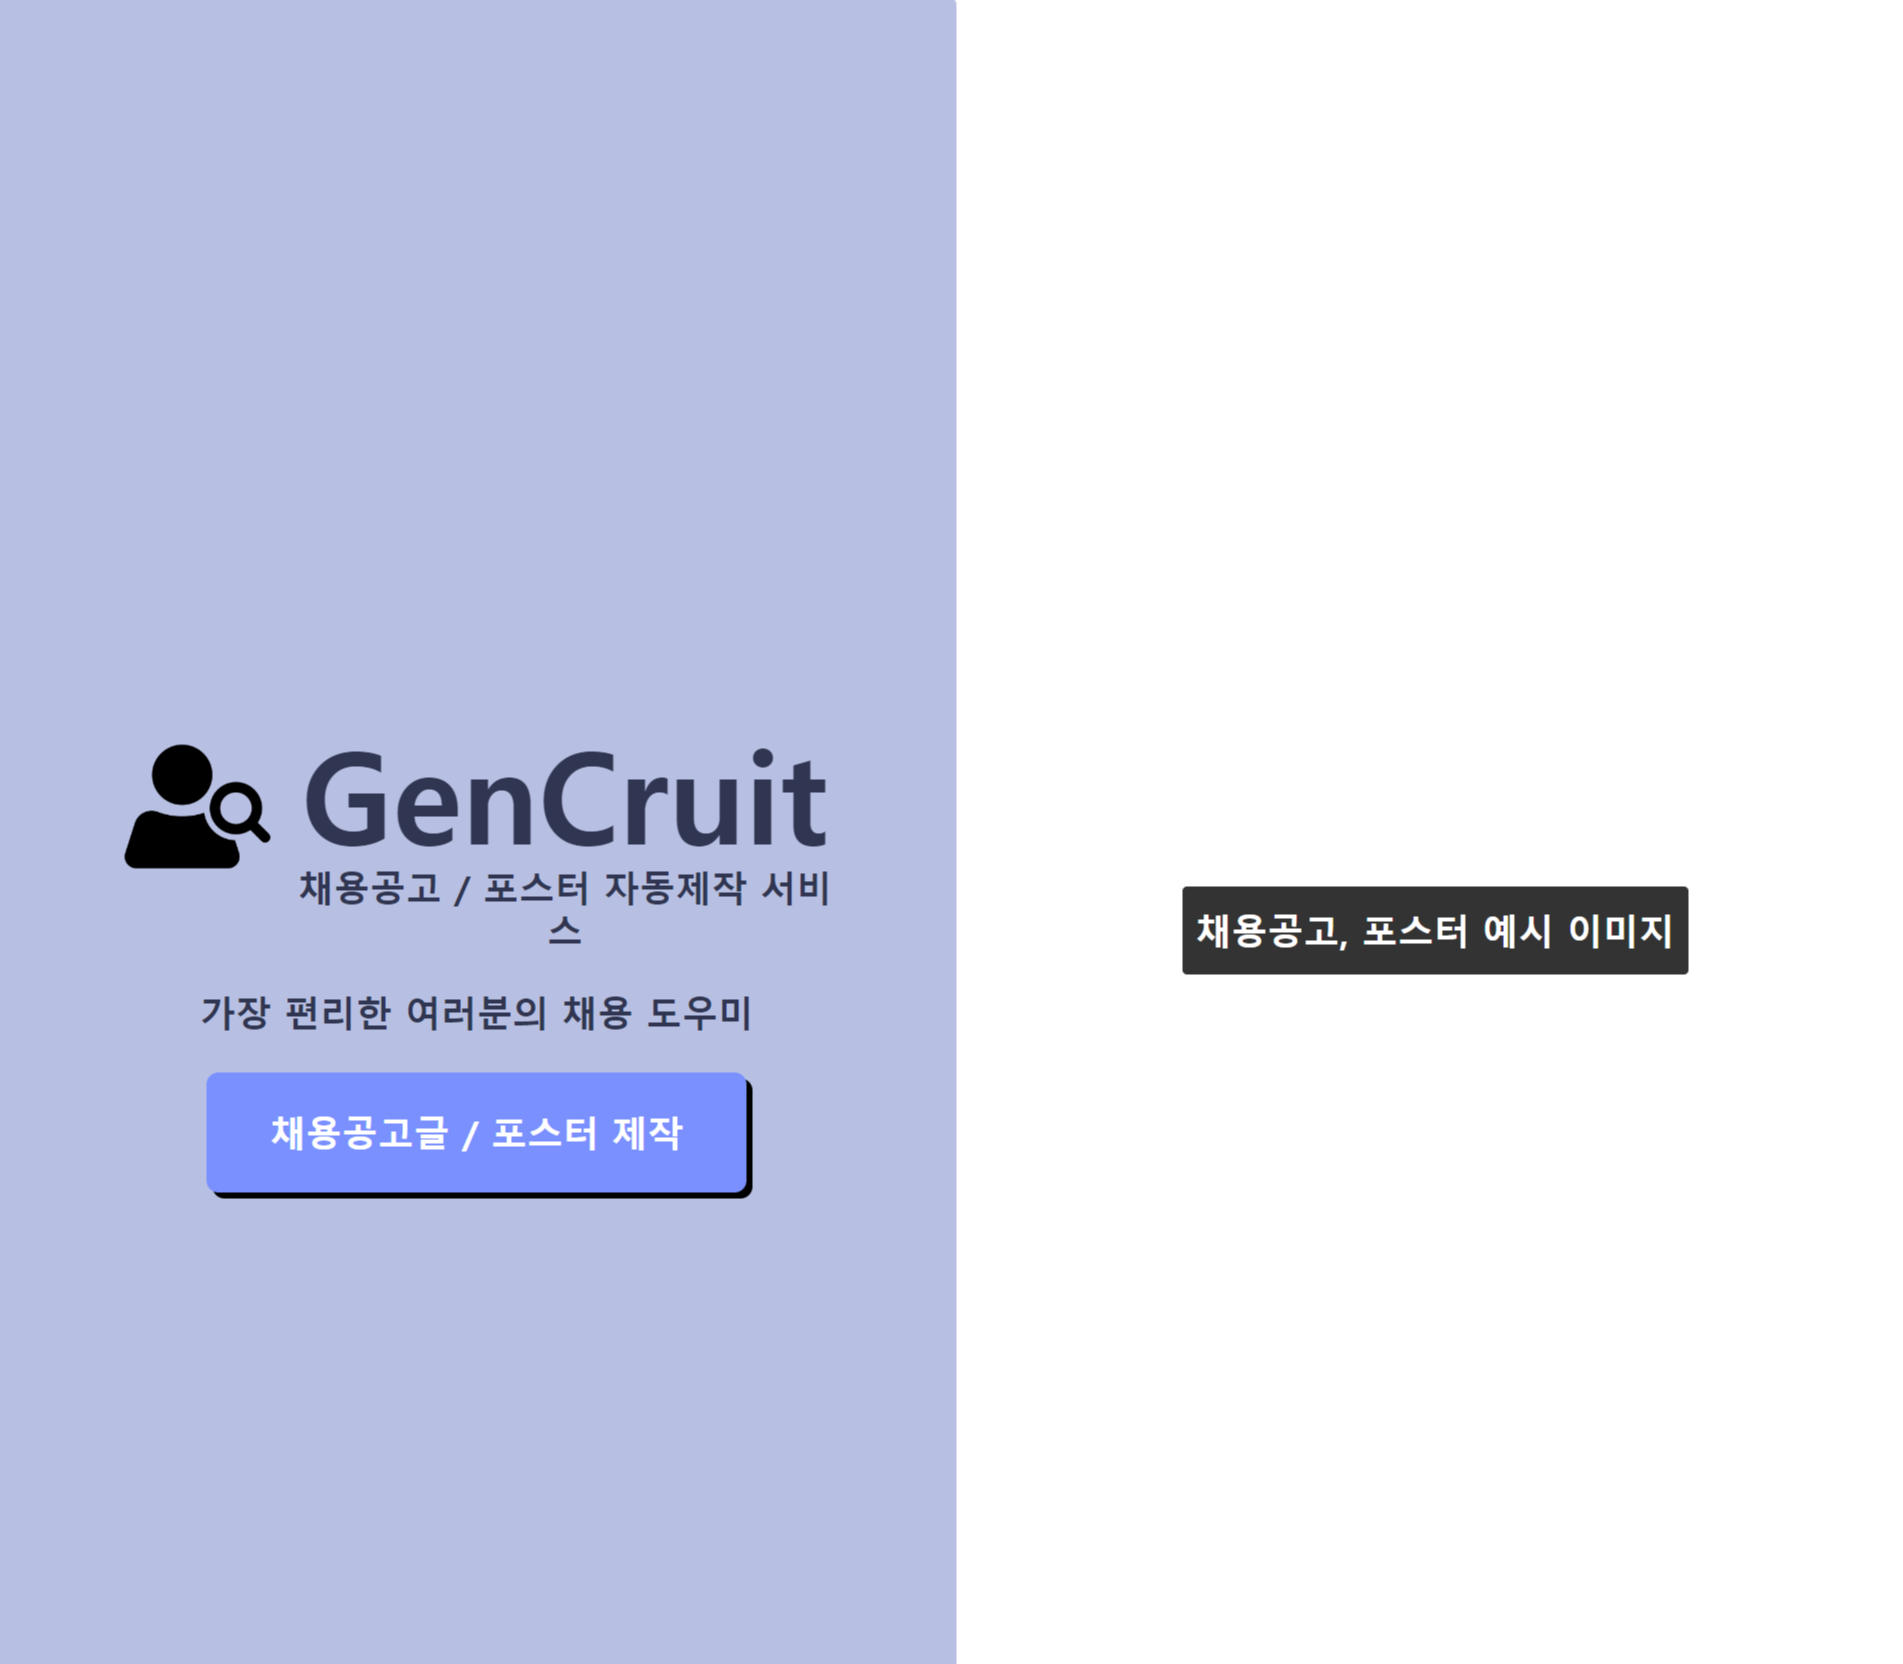 GenCruit
채용공고 / 포스터 자동제작 서비
스
가장 편리한 여러분의 채용 도우미
채용공고글 / 포스터 제작
채용공고, 포스터 예시 이미지